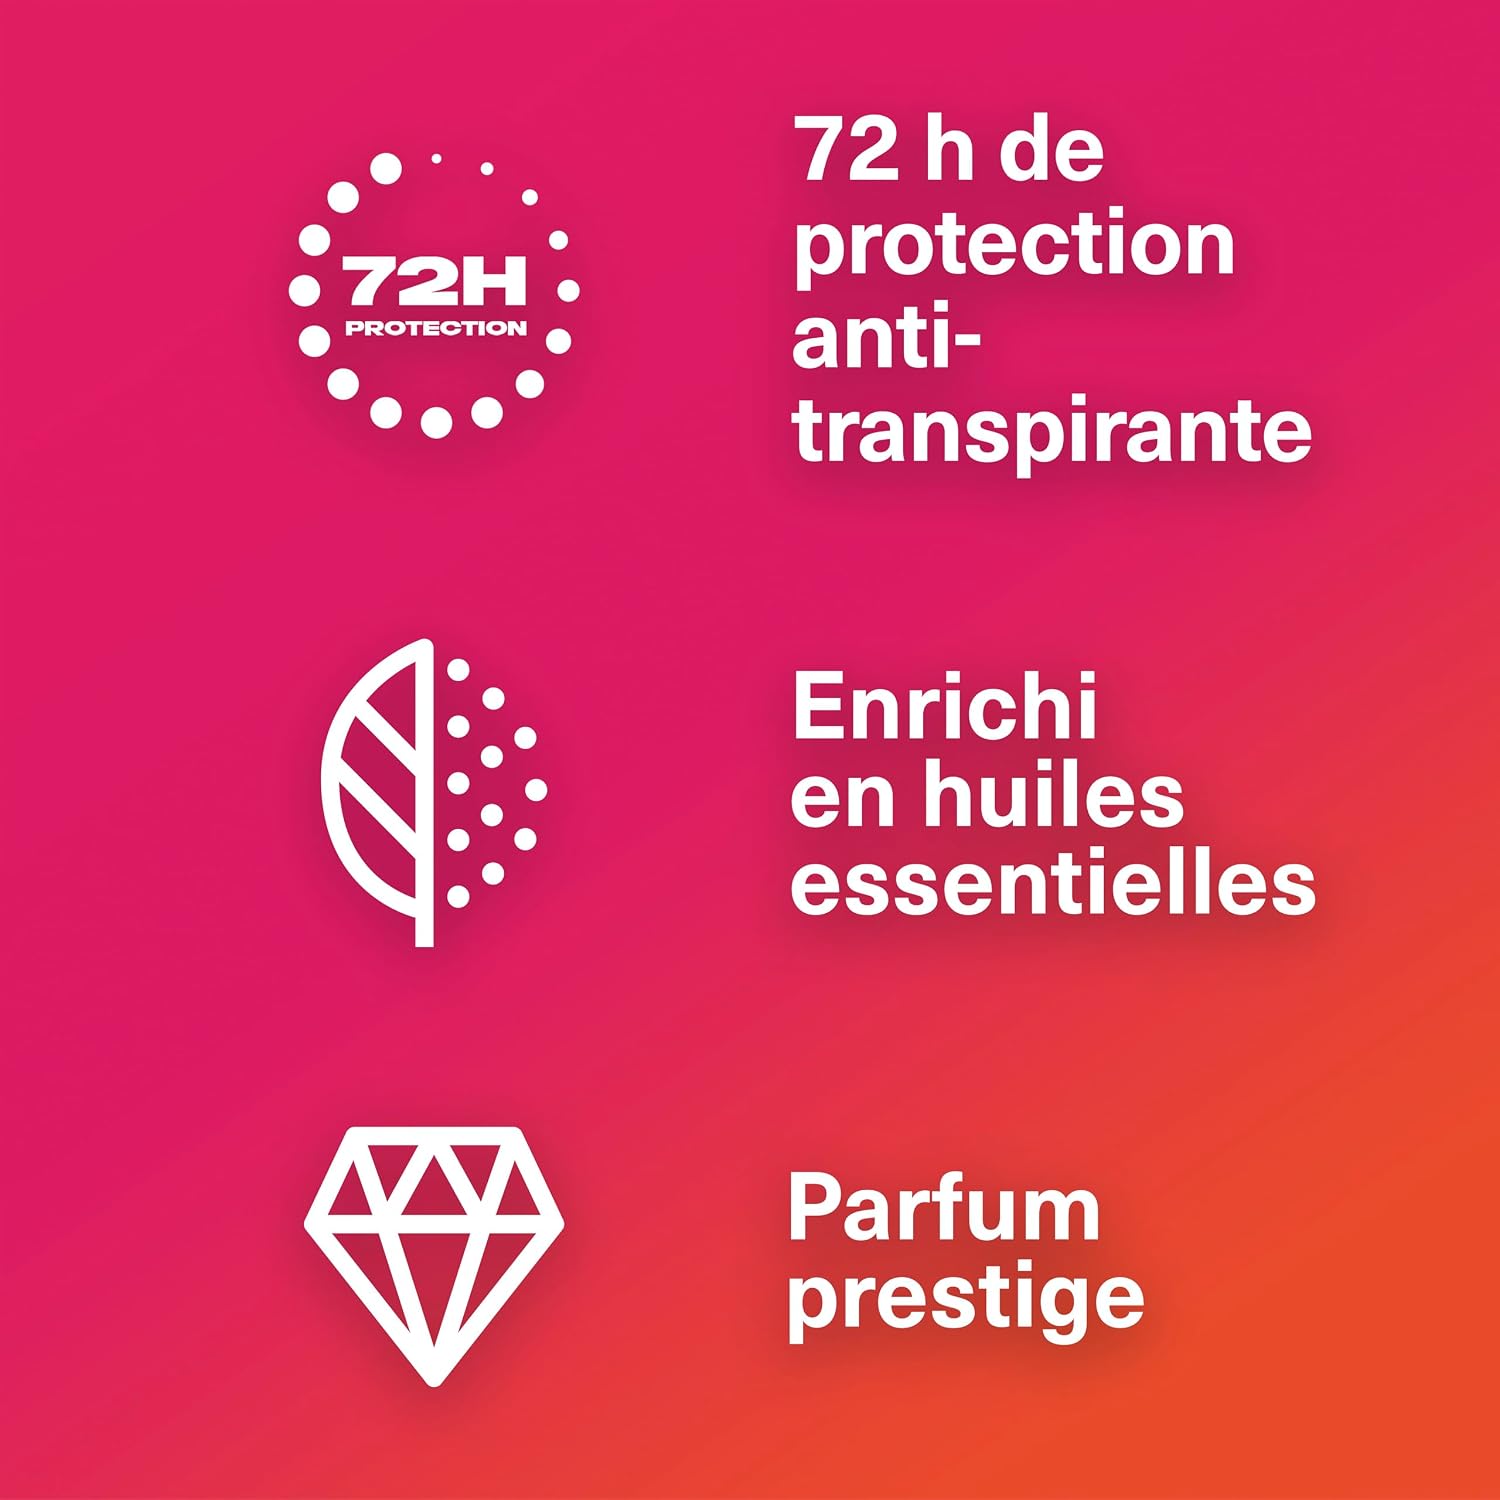 72H
PROTECTION
72 h de
protection
anti-
transpirante
Enrichi
en huiles
essentielles
Parfum
prestige